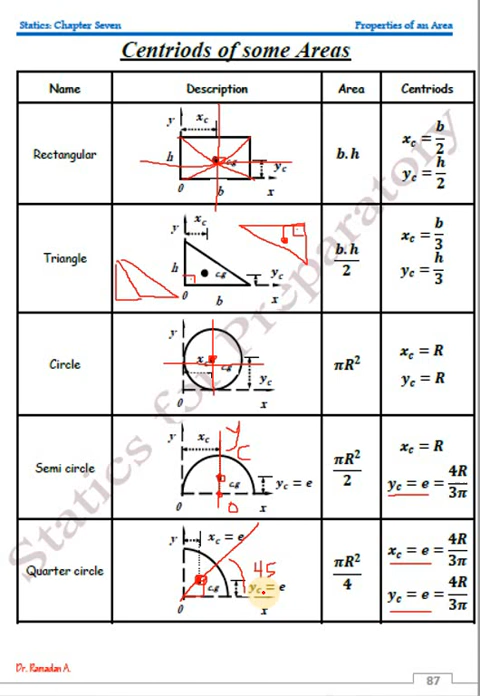 Statics: Chapter Seven Properties of an Area
Centriods of some Areas
Name Description Area Centriods
Rectangular y x_c h c.g y_c 0 b x b.h x_c = b/2 y_c = h/2
Triangle y x_c h c.g y_c 0 b x b.h/2 x_c = b/3 y_c = h/3
Circle y x_c c.g y_c 0 x πR² x_c = R y_c = R
Semi circle y x_c y c c.g y_c = e 0 0 x πR²/2 x_c = R y_c = e = 4R/3π
Quarter circle y x_c = e 45 c.g y_c = e 0 x πR²/4 x_c = e = 4R/3π y_c = e = 4R/3π
Statics for Preparatory
Dr. Ramadan A.
87